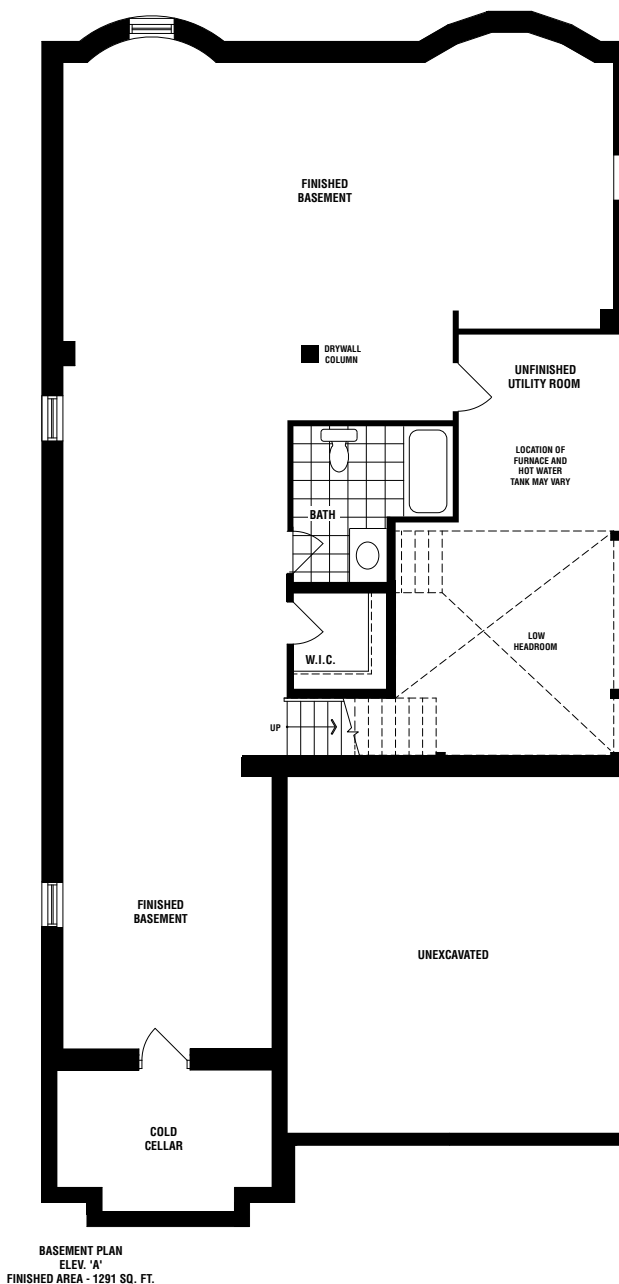 FINISHED
BASEMENT
DRYWALL
COLUMN
UNFINISHED
UTILITY ROOM
LOCATION OF
FURNACE AND
HOT WATER
TANK MAY VARY
BATH
LOW
HEADROOM
W.I.C.
UP
FINISHED
BASEMENT
UNEXCAVATED
COLD
CELLAR
BASEMENT PLAN
ELEV. 'A'
FINISHED AREA - 1291 SQ. FT.